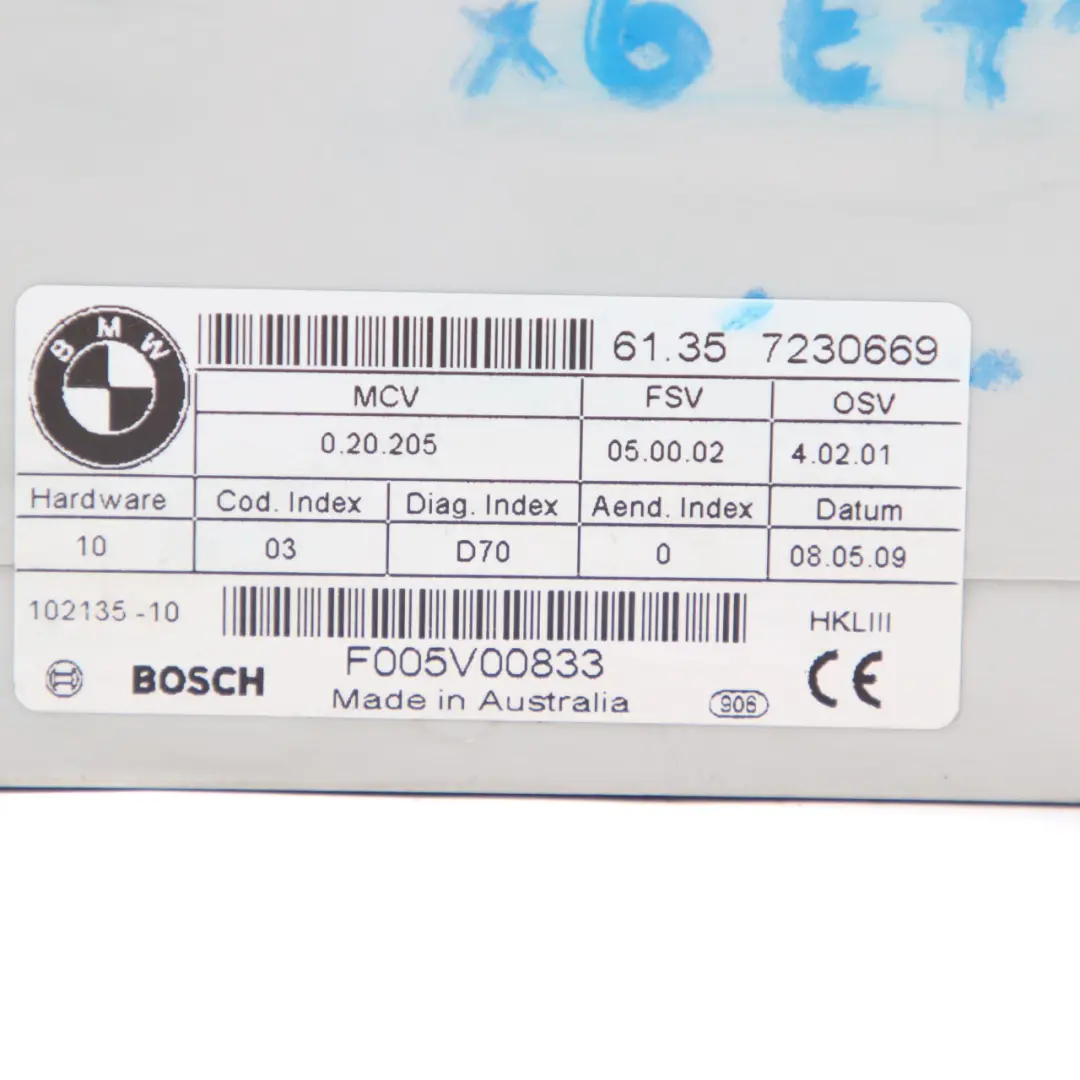 X6 E7
BMW
61.35 7230669
MCV FSV OSV
0.20.205 05.00.02 4.02.01
Hardware Cod. Index Diag. Index Aend. Index Datum
10 03 D70 0 08.05.09
102135-10 HKLIII
F005V00833
BOSCH Made in Australia 906 CE